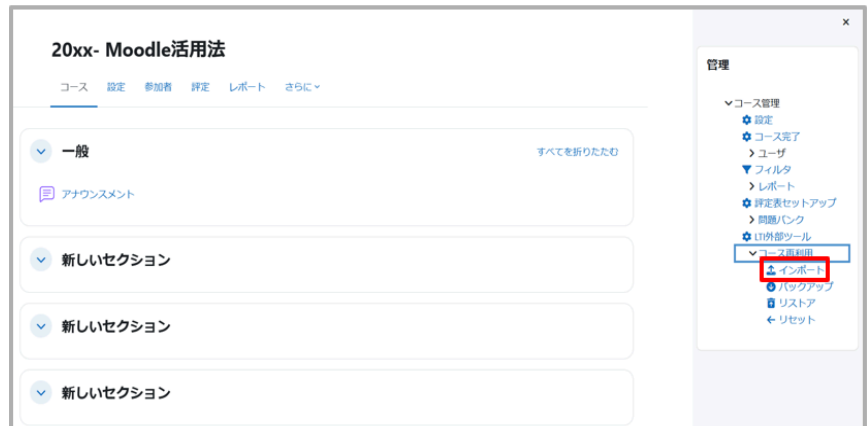 ×
20xx- Moodle活用法
コース 設定 参加者 評定 レポート さらに
一般 すべてを折りたたむ
アナウンスメント
新しいセクション
新しいセクション
新しいセクション
管理
コース管理
設定
コース完了
ユーザ
フィルタ
レポート
評定表セットアップ
問題バンク
LTI外部ツール
コース再利用
インポート
バックアップ
リストア
リセット